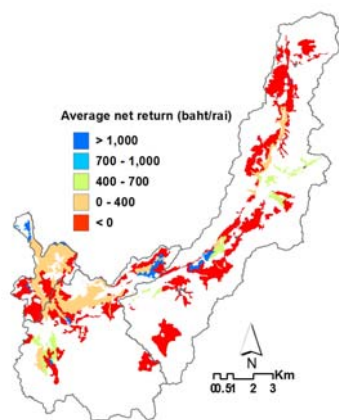 Average net return (baht/rai)
> 1,000
700 - 1,000
400 - 700
0 - 400
< 0
N
Km
00.51 2 3